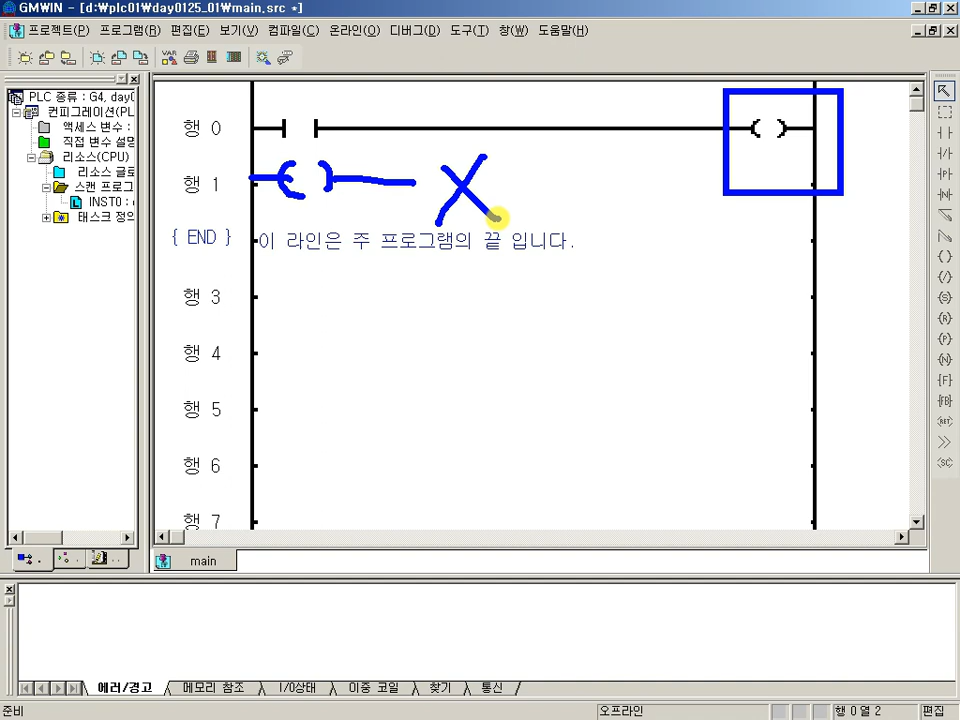 GMWIN - [d:₩plc01₩day0125_01₩main.src *]
프로젝트(P) 프로그램(R) 편집(E) 보기(V) 컴파일(C) 온라인(O) 디버그(D) 도구(T) 창(W) 도움말(H)
PLC 종류 : G4, day0
컨피그레이션(PL
액세스 변수 :
직접 변수 설명
리소스(CPU)
리소스 글로
스캔 프로그
INST0 :
태스크 정의
행 0
행 1
{ END } 이 라인은 주 프로그램의 끝 입니다.
행 3
행 4
행 5
행 6
행 7
main
에러/경고 메모리 참조 I/O상태 이중 코일 찾기 통신
준비 오프라인 행 0 열 2 편집